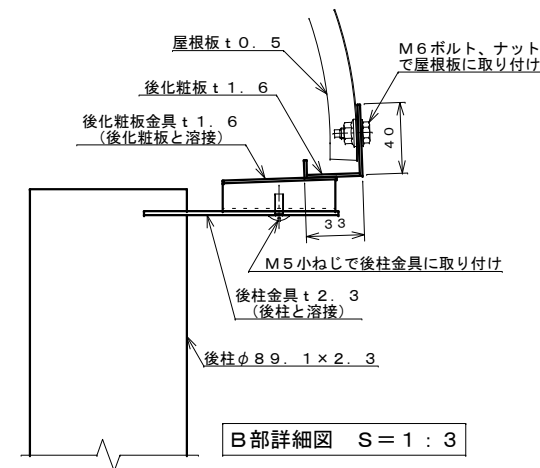 屋根板ｔ０．５
Ｍ６ボルト、ナット
で屋根板に取り付け
後化粧板ｔ１．６
後化粧板金具ｔ１．６
（後化粧板と溶接）
４０
３３
Ｍ５小ねじで後柱金具に取り付け
後柱金具ｔ２．３
（後柱と溶接）
後柱φ８９．１×２．３
Ｂ部詳細図　Ｓ＝１：３